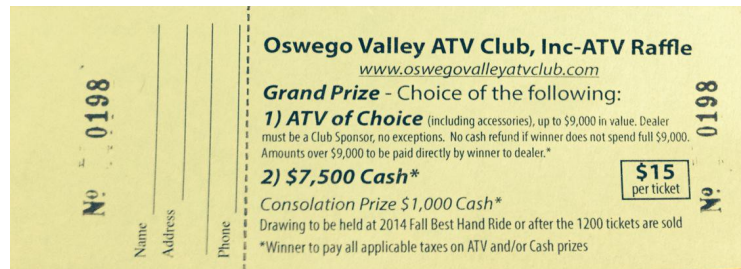 No. 0198
Name
Address
Phone
Oswego Valley ATV Club, Inc-ATV Raffle
www.oswegovalleyatvclub.com
Grand Prize - Choice of the following:
1) ATV of Choice (including accessories), up to $9,000 in value. Dealer
must be a Club Sponsor, no exceptions. No cash refund if winner does not spend full $9,000.
Amounts over $9,000 to be paid directly by winner to dealer.*
2) $7,500 Cash*
$15
per ticket
Consolation Prize $1,000 Cash*
Drawing to be held at 2014 Fall Best Hand Ride or after the 1200 tickets are sold
*Winner to pay all applicable taxes on ATV and/or Cash prizes
No. 0198